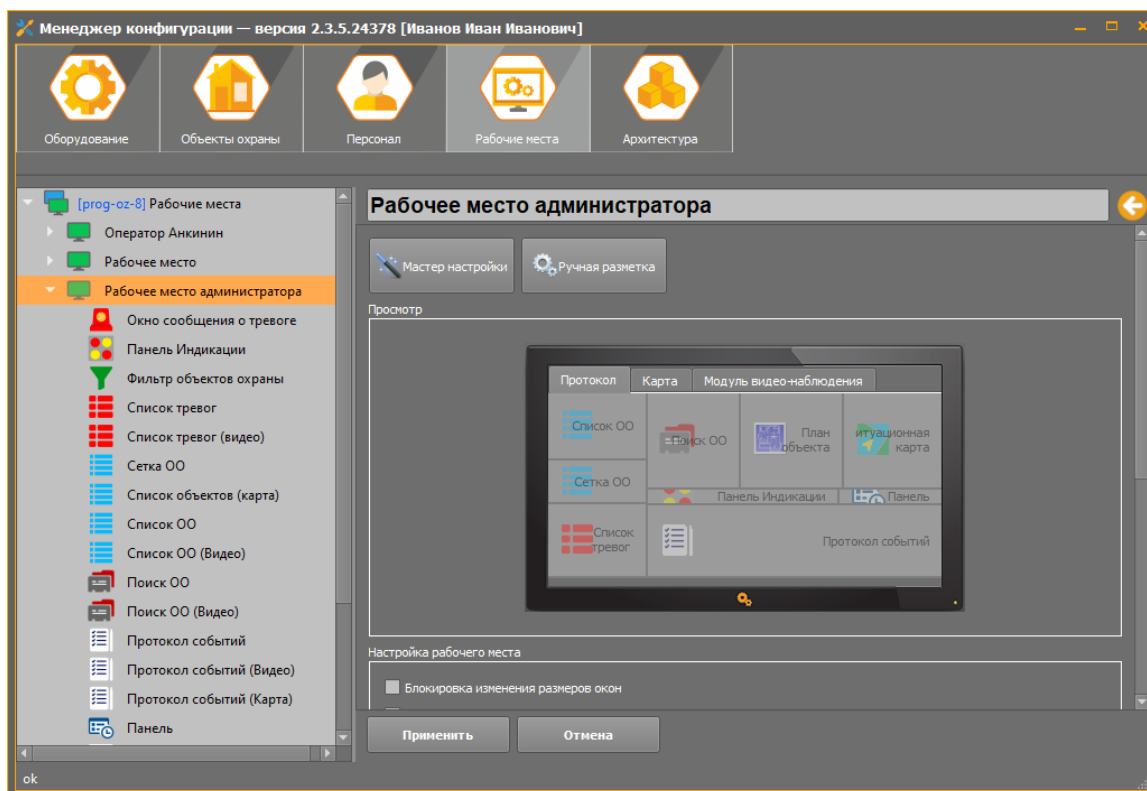 Менеджер конфигурации — версия 2.3.5.24378 [Иванов Иван Иванович]
Оборудование
Объекты охраны
Персонал
Рабочие места
Архитектура
[prog-oz-8] Рабочие места
Оператор Анкинин
Рабочее место
Рабочее место администратора
Окно сообщения о тревоге
Панель Индикации
Фильтр объектов охраны
Список тревог
Список тревог (видео)
Сетка ОО
Список объектов (карта)
Список ОО
Список ОО (Видео)
Поиск ОО
Поиск ОО (Видео)
Протокол событий
Протокол событий (Видео)
Протокол событий (Карта)
Панель
Рабочее место администратора
Мастер настройки
Ручная разметка
Просмотр
Протокол
Карта
Модуль видео-наблюдения
Список ОО
Поиск ОО
План
объекта
итуационная
карта
Сетка ОО
Панель Индикации
Панель
Список
тревог
Протокол событий
Настройка рабочего места
Блокировка изменения размеров окон
Применить
Отмена
ok